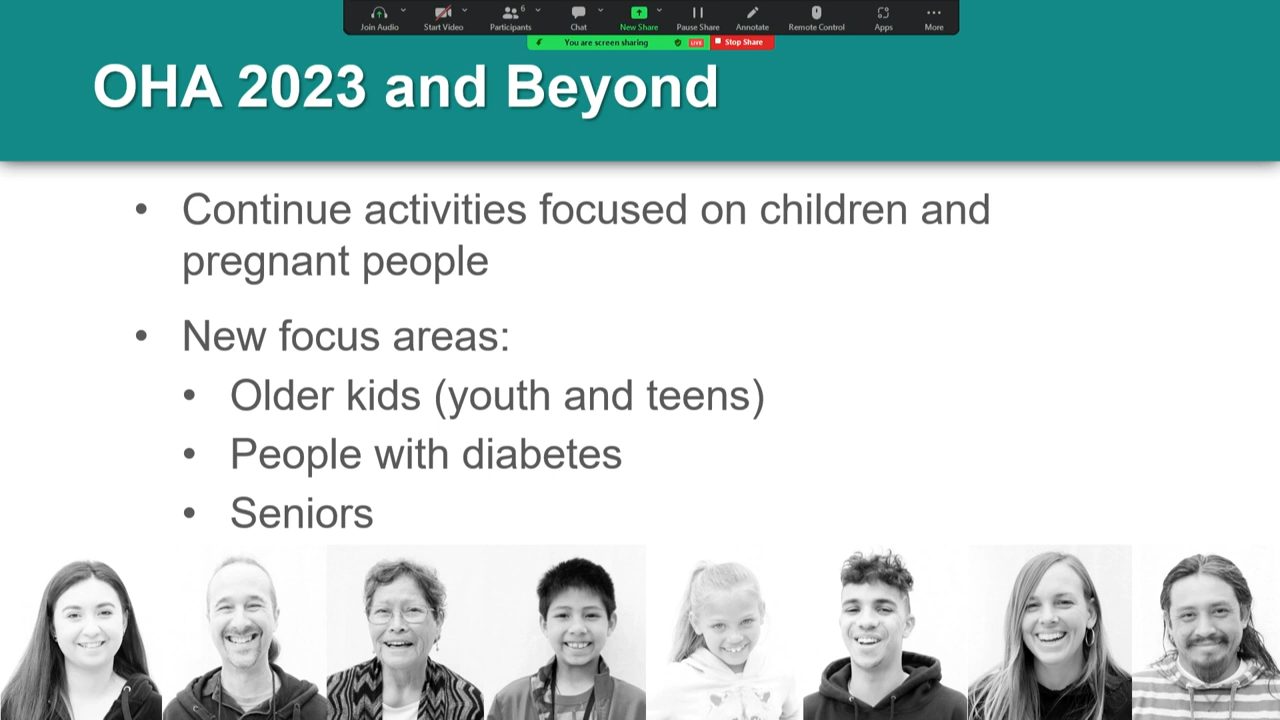 6
Join Audio Start Video Participants Chat New Share Pause Share Annotate Remote Control Apps More
You are screen sharing LIVE Stop Share
OHA 2023 and Beyond
• Continue activities focused on children and
pregnant people
• New focus areas:
• Older kids (youth and teens)
• People with diabetes
• Seniors